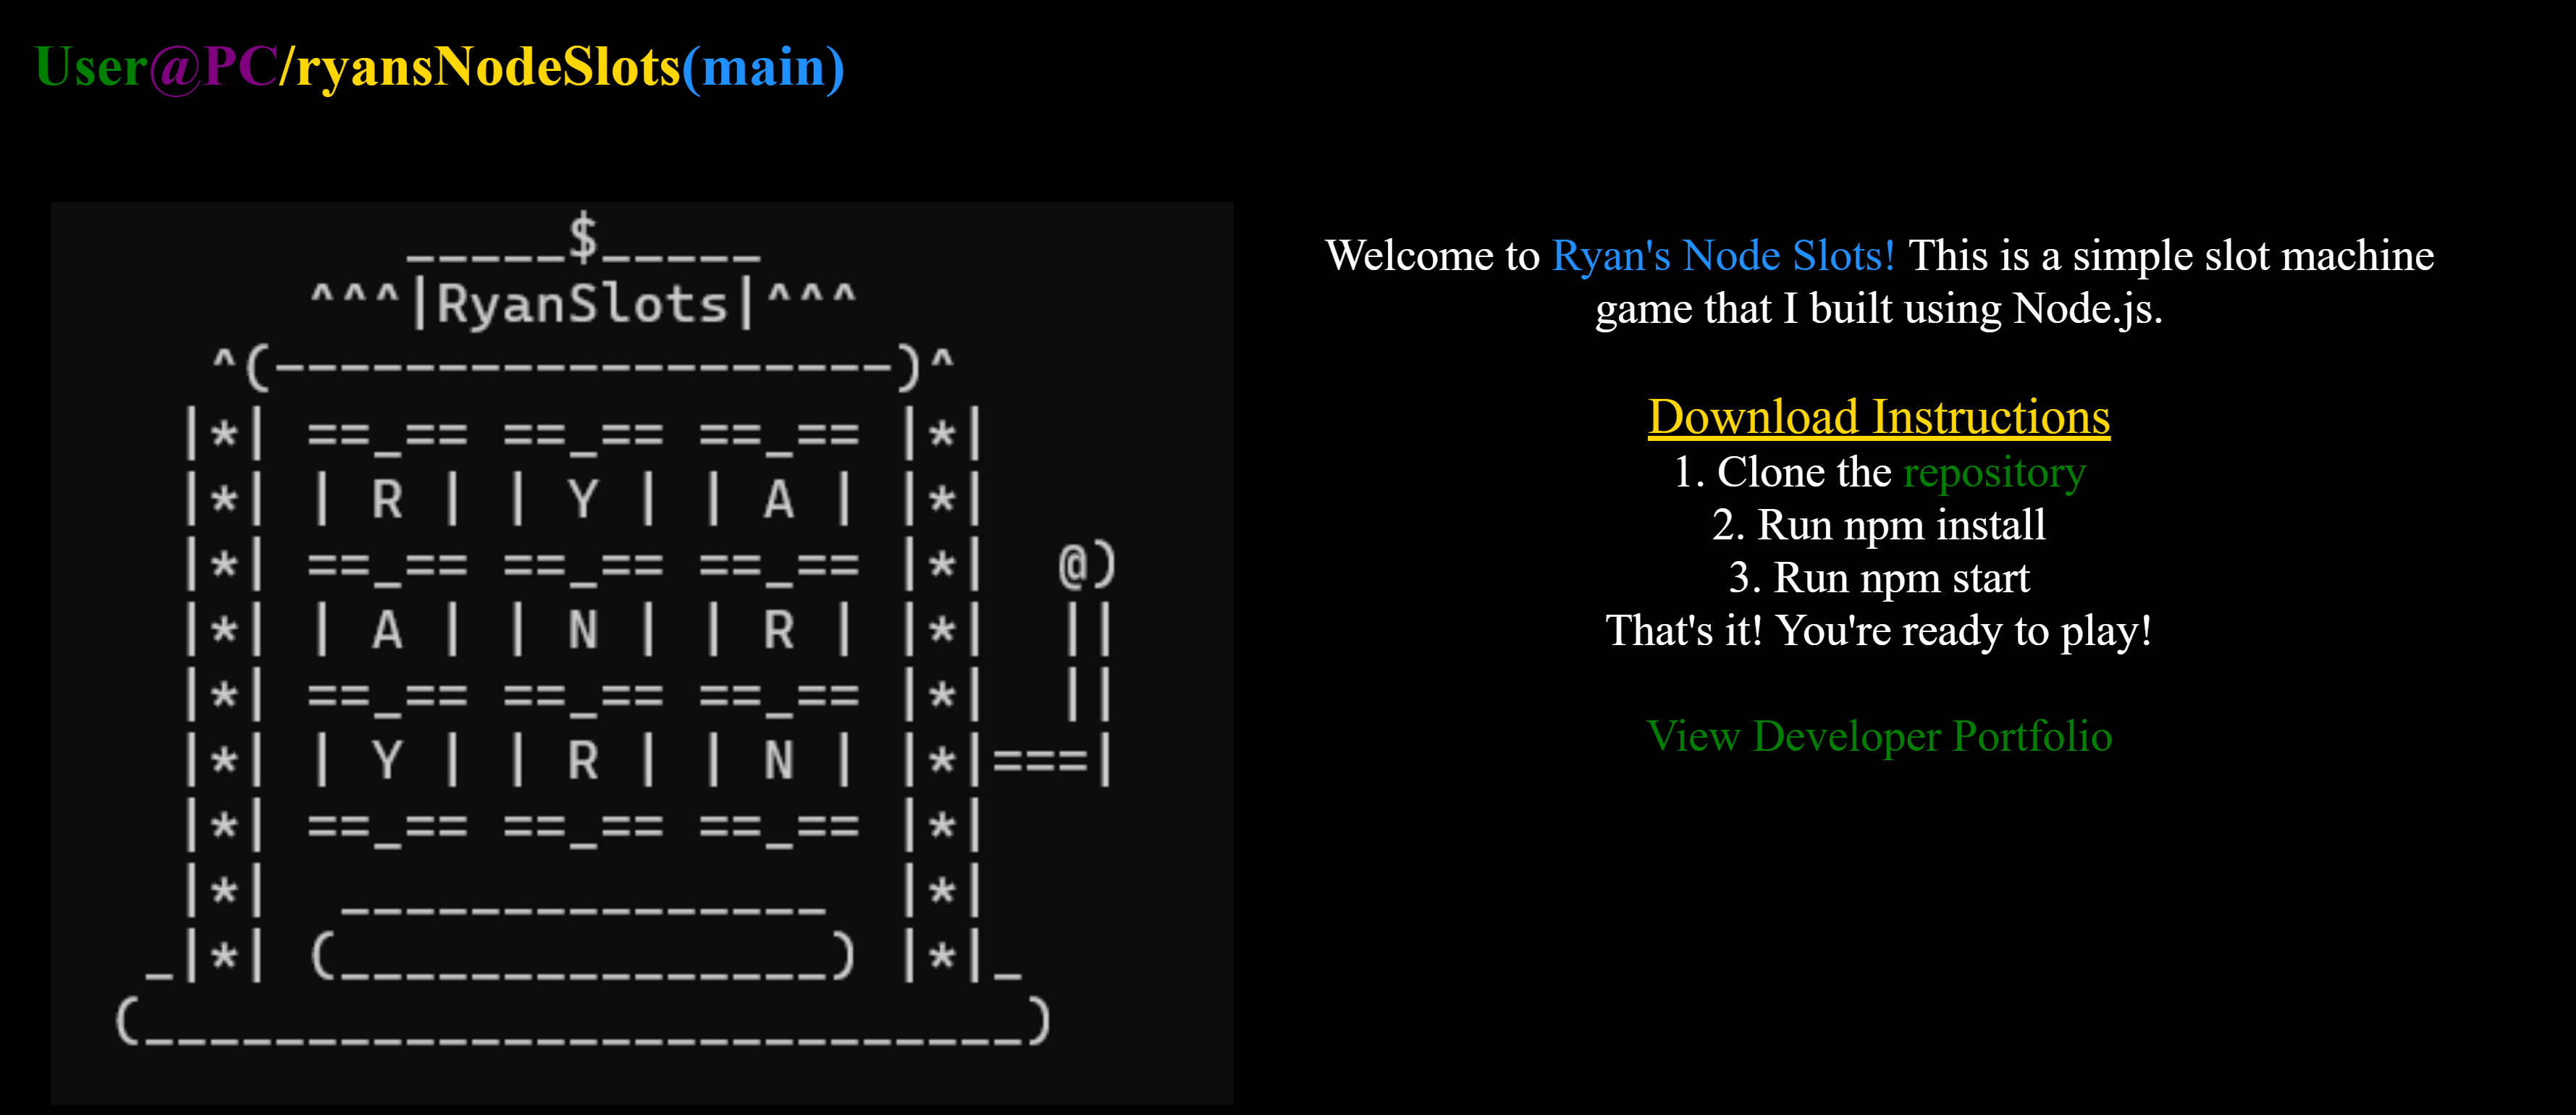 User@PC/ryansNodeSlots(main)
_____$_____
^^^|RyanSlots|^^^
^(-------------------)^
|*| ==_== ==_== ==_== |*|
|*| | R | | Y | | A | |*|
|*| ==_== ==_== ==_== |*| @)
|*| | A | | N | | R | |*| ||
|*| ==_== ==_== ==_== |*| ||
|*| | Y | | R | | N | |*|===|
|*| ==_== ==_== ==_== |*|
|*| _______________ |*|
_|*| (_______________) |*|_
(___________________________)
Welcome to Ryan's Node Slots! This is a simple slot machine
game that I built using Node.js.
Download Instructions
1. Clone the repository
2. Run npm install
3. Run npm start
That's it! You're ready to play!
View Developer Portfolio